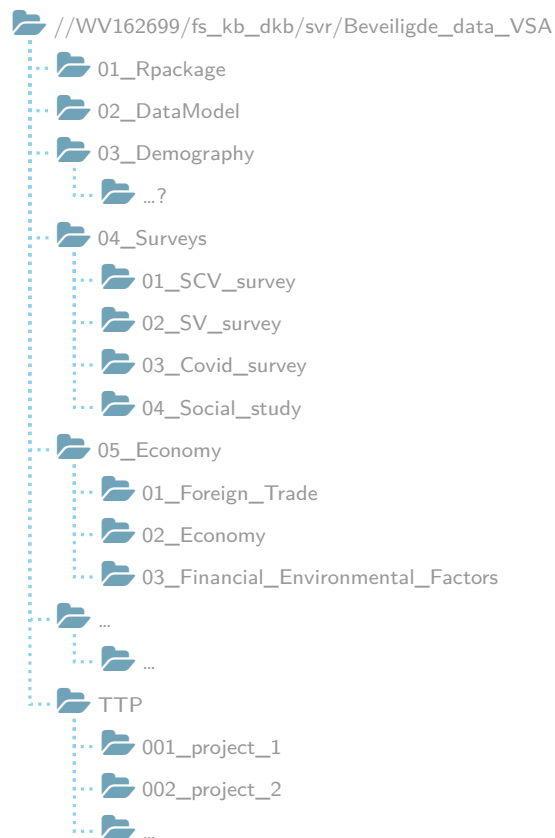 //WV162699/fs_kb_dkb/svr/Beveiligde_data_VSA
01_Rpackage
02_DataModel
03_Demography
...?
04_Surveys
01_SCV_survey
02_SV_survey
03_Covid_survey
04_Social_study
05_Economy
01_Foreign_Trade
02_Economy
03_Financial_Environmental_Factors
...
...
TTP
001_project_1
002_project_2
...